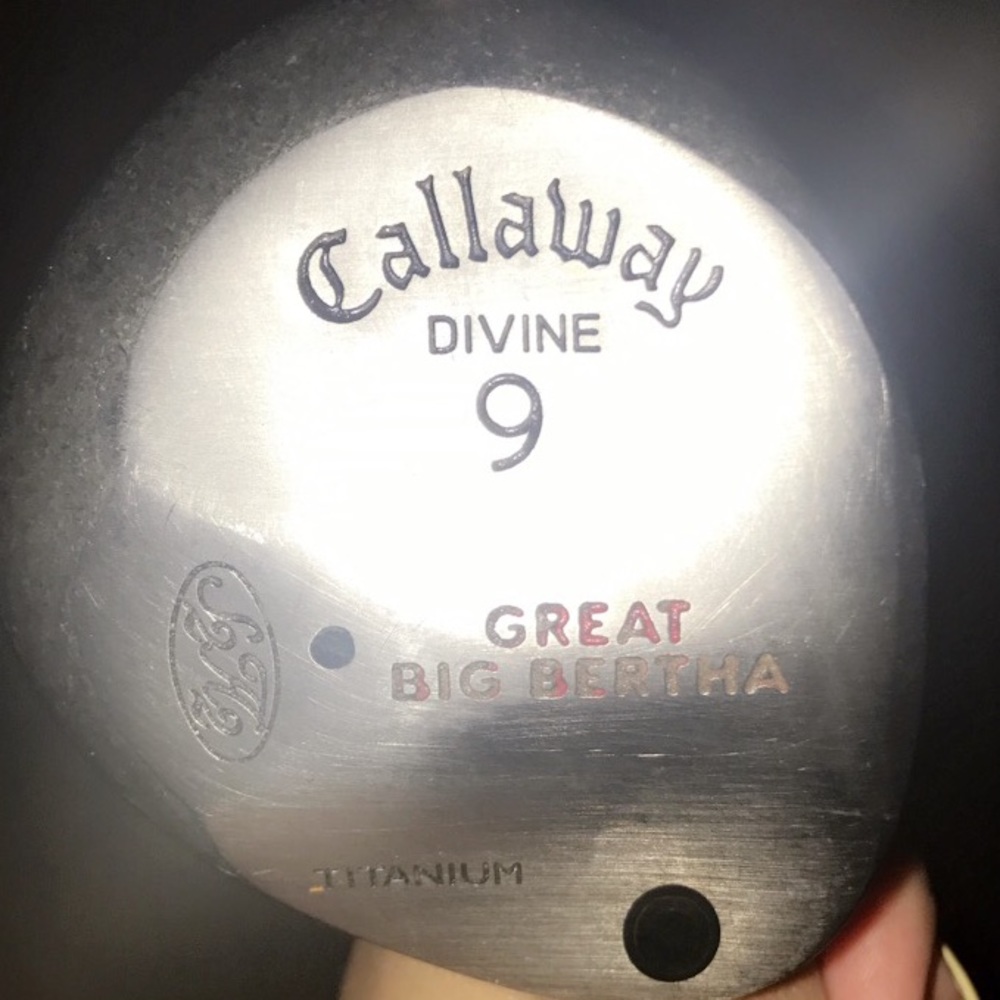 Callaway
DIVINE
9
GREAT
BIG BERTHA
TITANIUM